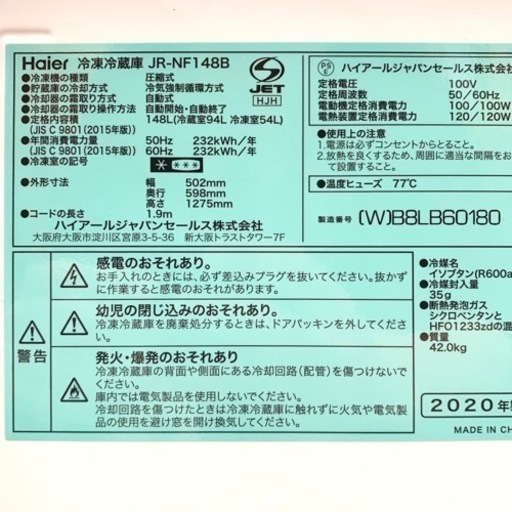 Haier 冷凍冷蔵庫 JR-NF148B
●冷凍機の種類 圧縮式
●貯蔵庫の冷却方式 冷気強制循環方式
●冷却器の霜取り方式 自動式
●冷却器の霜取り操作方法 自動開始・自動終了
●定格内容積 148L(冷蔵室94L 冷凍室54L)
(JIS C 9801(2015年版))
●年間消費電力量 50Hz 232kWh/年
(JIS C 9801(2015年版)) 60Hz 232kWh/年
●冷凍室の記号
●外形寸法 幅 502mm
奥行 598mm
高さ 1275mm
●コードの長さ 1.9m
ハイアールジャパンセールス株式会社
大阪府大阪市淀川区宮原3-5-36 新大阪トラストタワー7F
S
JET
HJH
PS
E
ハイアールジャパンセールス株式会
定格電圧 100V
定格周波数 50/60Hz
電動機定格消費電力 100/100W
電熱装置定格消費電力 120/120W
●使用上の注意
1.電源は必ずコンセントからとること。
2.放熱を良くするため、周囲に適当な間隔をお
て設置すること。
●温度ヒューズ 77℃
製造番号 (W)B8LB60180
警告
感電のおそれあり。
お手入れのときには、必ず差込みプラグを抜いてください。抜かず
に作業すると感電のおそれがあります。
幼児の閉じ込みのおそれあり。
冷凍冷蔵庫を廃棄処分するときは、ドアパッキンを外してくださ
い。
発火・爆発のおそれあり
冷凍冷蔵庫の背面や側面にある冷却回路(配管)を傷つけないで
ください。
庫内では電気製品を使用しないでください。
冷却回路を傷つけたときは冷凍冷蔵庫に触れずに火気や電気製
品の使用を避け窓を開け換気してください。
●冷媒名
イソブタン(R600a
●冷媒封入量
35g
●断熱発泡ガス
シクロペンタンと
HFO1233zdの混
●質量
42.0kg
2020年
MADE IN CH